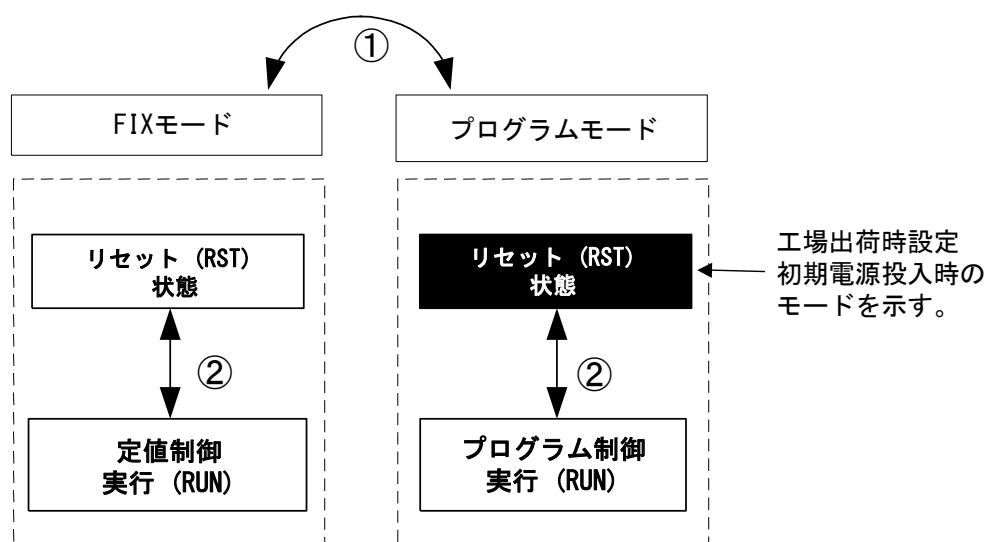 ①
FIXモード
プログラムモード
リセット (RST)
状態
リセット (RST)
状態
工場出荷時設定
初期電源投入時の
モードを示す。
②
②
定値制御
実行 (RUN)
プログラム制御
実行 (RUN)